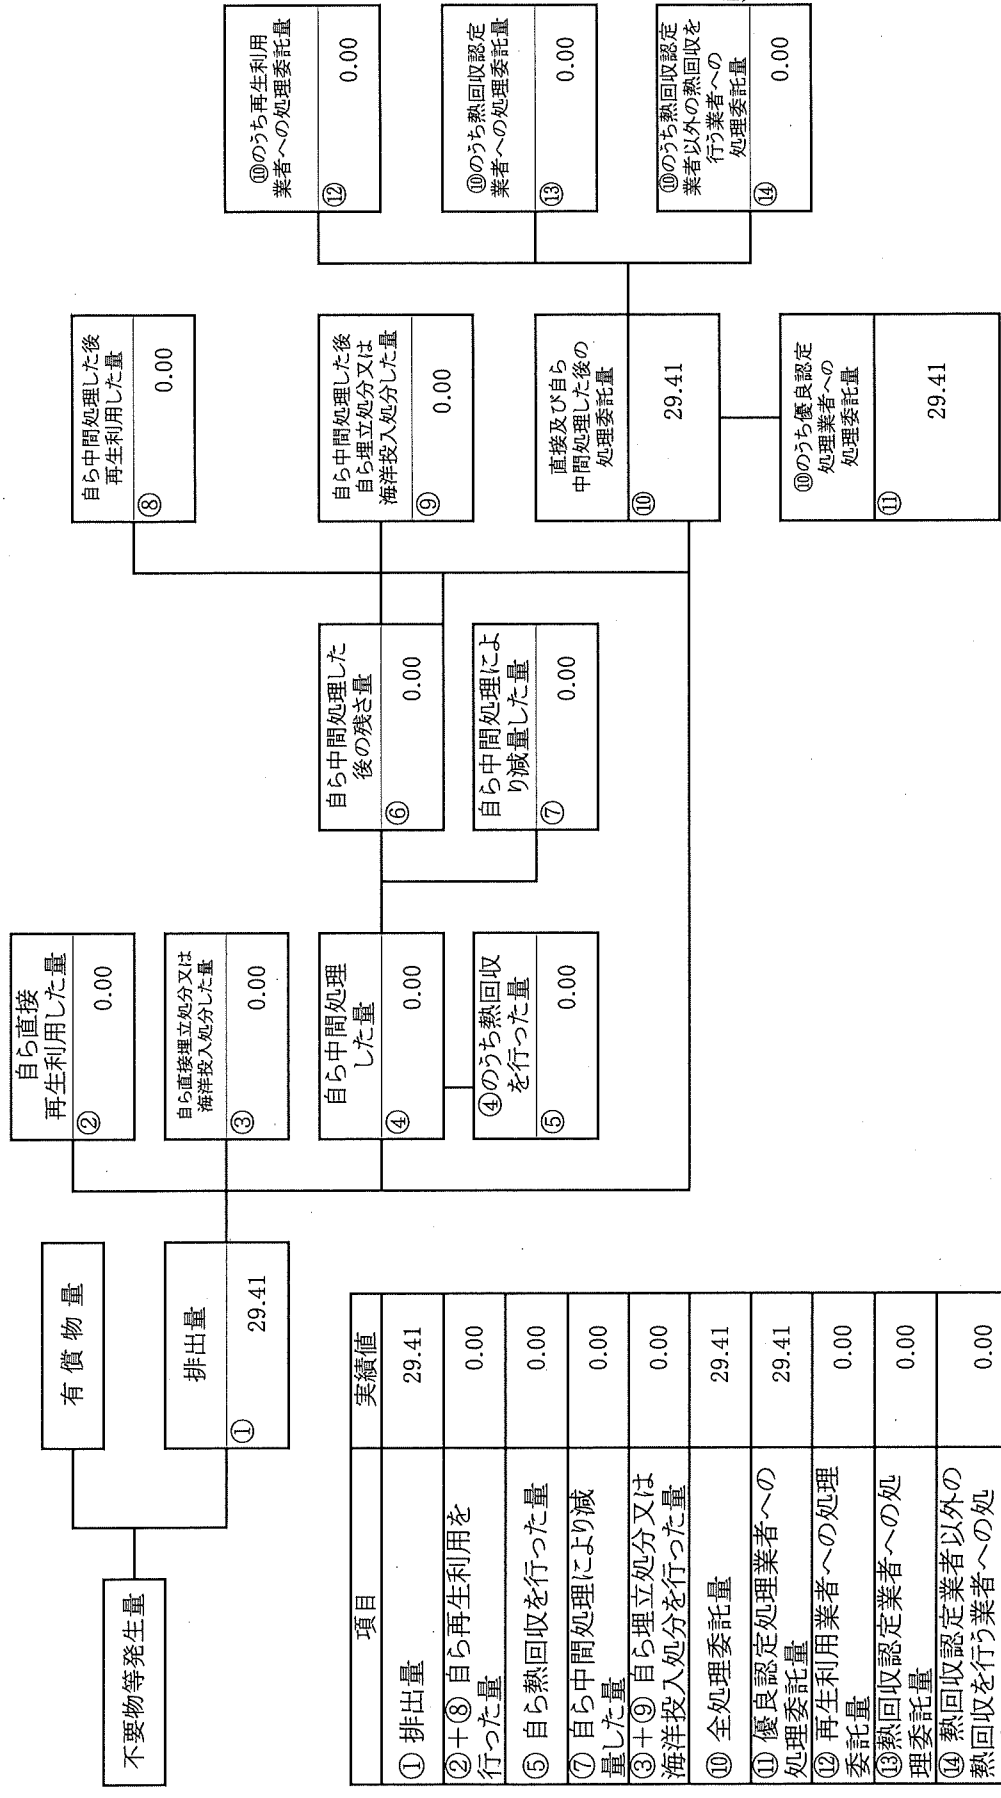 不要物等発生量
有償物量
排出量
①
29.41
自ら直接
再生利用した量
②
0.00
自ら直接埋立処分又は
海洋投入処分した量
③
0.00
自ら中間処理
した量
④
0.00
④のうち熱回収
を行った量
⑤
0.00
自ら中間処理した
後の残さ量
⑥
0.00
自ら中間処理によ
り減量した量
⑦
0.00
自ら中間処理した後
再生利用した量
⑧
0.00
自ら中間処理した後
自ら埋立処分又は
海洋投入処分した量
⑨
0.00
直接及び自ら
中間処理した後の
処理委託量
⑩
29.41
⑩のうち優良認定
処理業者への
処理委託量
⑪
29.41
⑩のうち再生利用
業者への処理委託量
⑫
0.00
⑩のうち熱回収認定
業者への処理委託量
⑬
0.00
⑩のうち熱回収認定
業者以外の熱回収を
行う業者への
処理委託量
⑭
0.00
項目 実績値
① 排出量 29.41
②+⑧ 自ら再生利用を
行った量 0.00
⑤ 自ら熱回収を行った量 0.00
⑦ 自ら中間処理により減
量した量 0.00
③+⑨ 自ら埋立処分又は
海洋投入処分を行った量 0.00
⑩ 全処理委託量 29.41
⑪ 優良認定処理業者への
処理委託量 29.41
⑫ 再生利用業者への処理
委託量 0.00
⑬熱回収認定業者への処
理委託量 0.00
⑭ 熱回収認定業者以外の
熱回収を行う業者への処 0.00